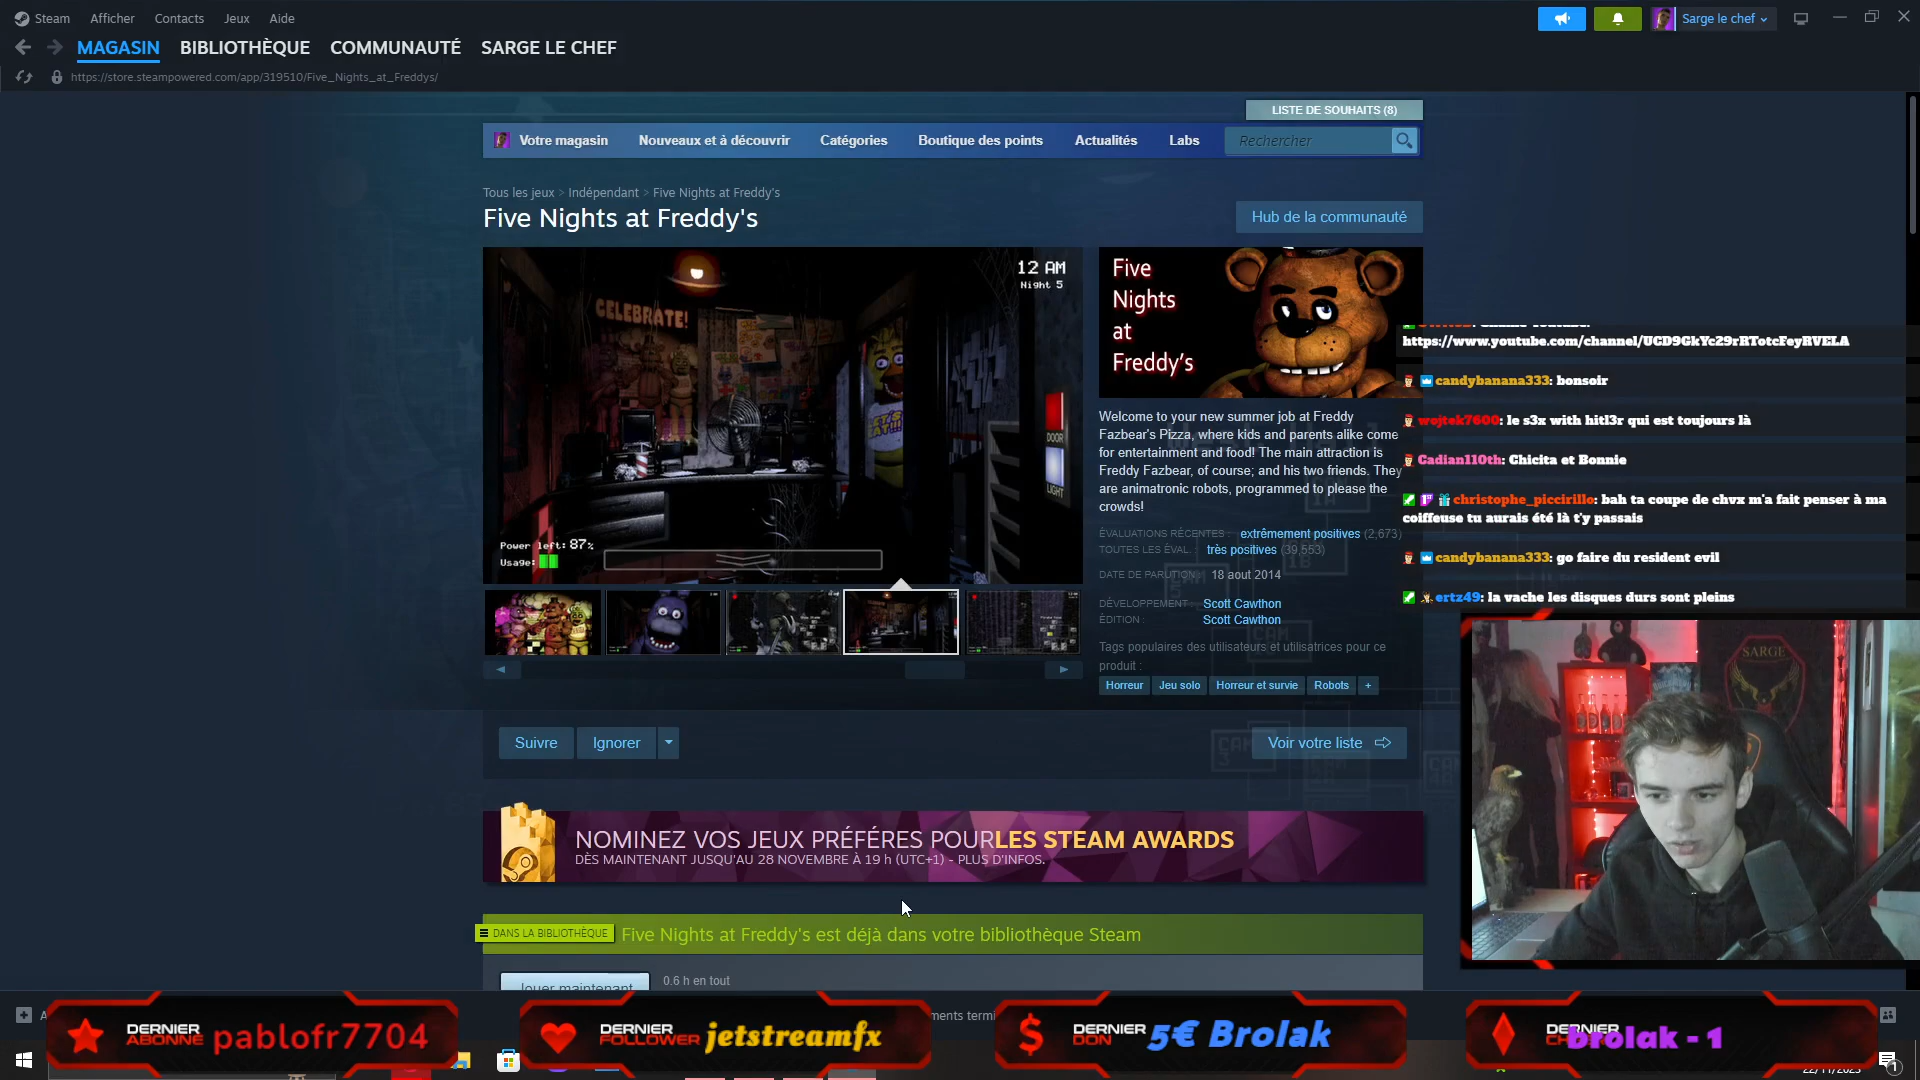 Steam
Afficher
Contacts
Jeux
Aide
Sarge le chef
MAGASIN
BIBLIOTHÈQUE
COMMUNAUTÉ
SARGE LE CHEF
https://store.steampowered.com/app/319510/Five_Nights_at_Freddys/
LISTE DE SOUHAITS (8)
Votre magasin
Nouveaux et à découvrir
Catégories
Boutique des points
Actualités
Labs
Rechercher
Tous les jeux > Indépendant > Five Nights at Freddy's
Five Nights at Freddy's
Hub de la communauté
12 AM
Night 5
CELEBRATE!
LET'S EAT!!!
DOOR
LIGHT
Power left: 87%
Usage:
Five
Nights
at
Freddy's
Welcome to your new summer job at Freddy
Fazbear's Pizza, where kids and parents alike come
for entertainment and food! The main attraction is
Freddy Fazbear, of course; and his two friends. They
are animatronic robots, programmed to please the
crowds!
ÉVALUATIONS RÉCENTES : extrêmement positives (2,673)
TOUTES LES ÉVAL. : très positives (39,553)
DATE DE PARUTION : 18 aout 2014
DÉVELOPPEMENT : Scott Cawthon
ÉDITION : Scott Cawthon
Tags populaires des utilisateurs et utilisatrices pour ce
produit :
Horreur
Jeu solo
Horreur et survie
Robots
+
https://www.youtube.com/channel/UCD9GkYc29rRTotcFeyRVELA
candybanana333: bonsoir
wojtek7600: le s3x with hitl3r qui est toujours là
Cadian110th: Chicita et Bonnie
christophe_piccirillo: bah ta coupe de chvx m'a fait penser à ma
coiffeuse tu aurais été là t'y passais
candybanana333: go faire du resident evil
ertz49: la vache les disques durs sont pleins
SARGE
Suivre
Ignorer
Voir votre liste
NOMINEZ VOS JEUX PRÉFÉRES POUR LES STEAM AWARDS
DÈS MAINTENANT JUSQU'AU 28 NOVEMBRE À 19 h (UTC+1) - PLUS D'INFOS.
DANS LA BIBLIOTHÈQUE
Five Nights at Freddy's est déjà dans votre bibliothèque Steam
Jouer maintenant
0.6 h en tout
DERNIER
ABONNÉ
pablofr7704
DERNIER
FOLLOWER
jetstreamfx
DERNIER
DON
5€ Brolak
DERNIER
brolak - 1
22/11/2023